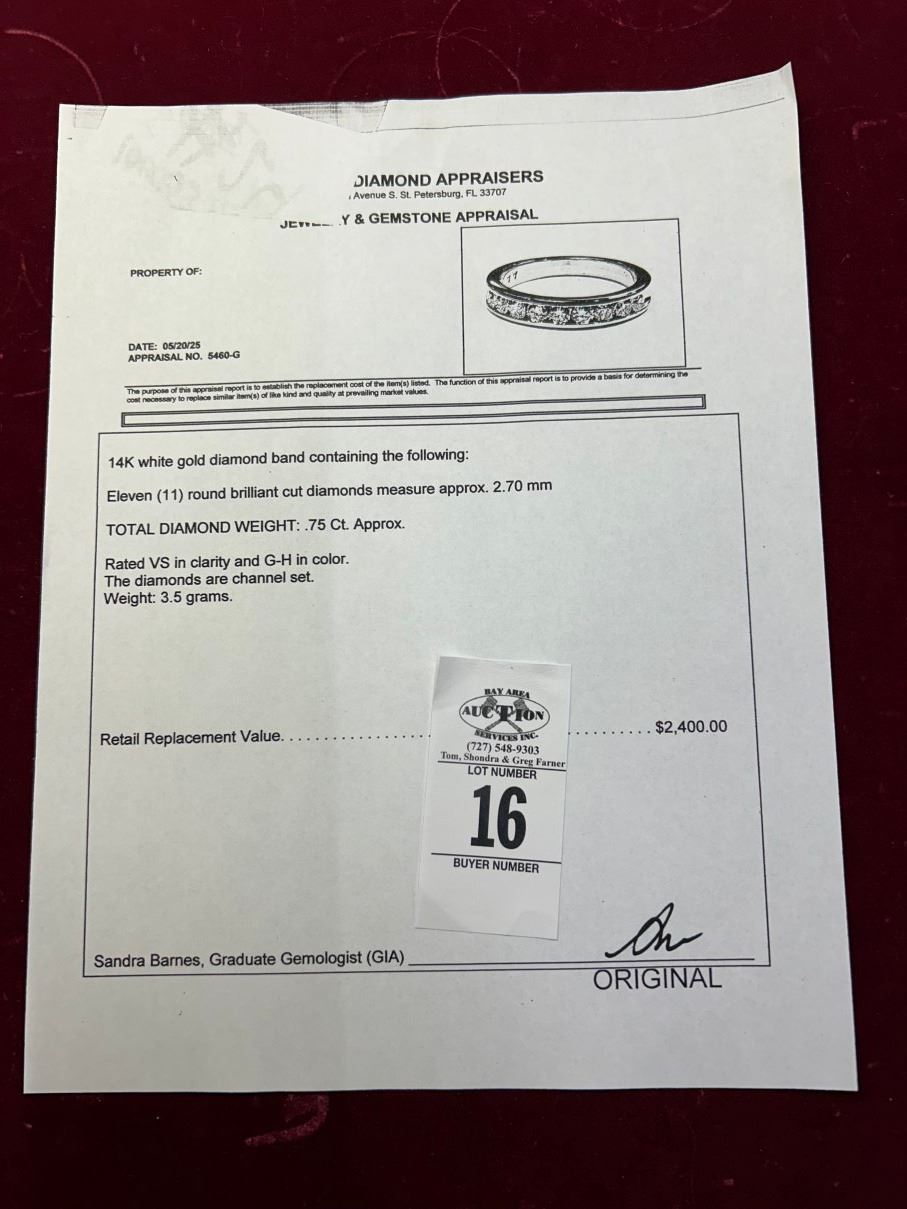 DIAMOND APPRAISERS
Avenue S. St. Petersburg, FL 33707
Y & GEMSTONE APPRAISAL
PROPERTY OF:
DATE: 05/20/25
APPRAISAL NO. 5460-G
The purpose of this appraisal report is to establish the replacement cost of the item(s) listed. The function of this appraisal report is to provide a basis for determining the
cost necessary to replace similar item(s) of like kind and quality at prevailing market values.
14K white gold diamond band containing the following:
Eleven (11) round brilliant cut diamonds measure approx. 2.70 mm
TOTAL DIAMOND WEIGHT: .75 Ct. Approx.
Rated VS in clarity and G-H in color.
The diamonds are channel set.
Weight: 3.5 grams.
Retail Replacement Value. . . . . . . . . . . . . . . . . . . . . . . . $2,400.00
BAY AREA
AUCTION
SERVICES INC.
(727) 548-9303
Tom, Shondra & Greg Farner
LOT NUMBER
16
BUYER NUMBER
Sandra Barnes, Graduate Gemologist (GIA)
ORIGINAL